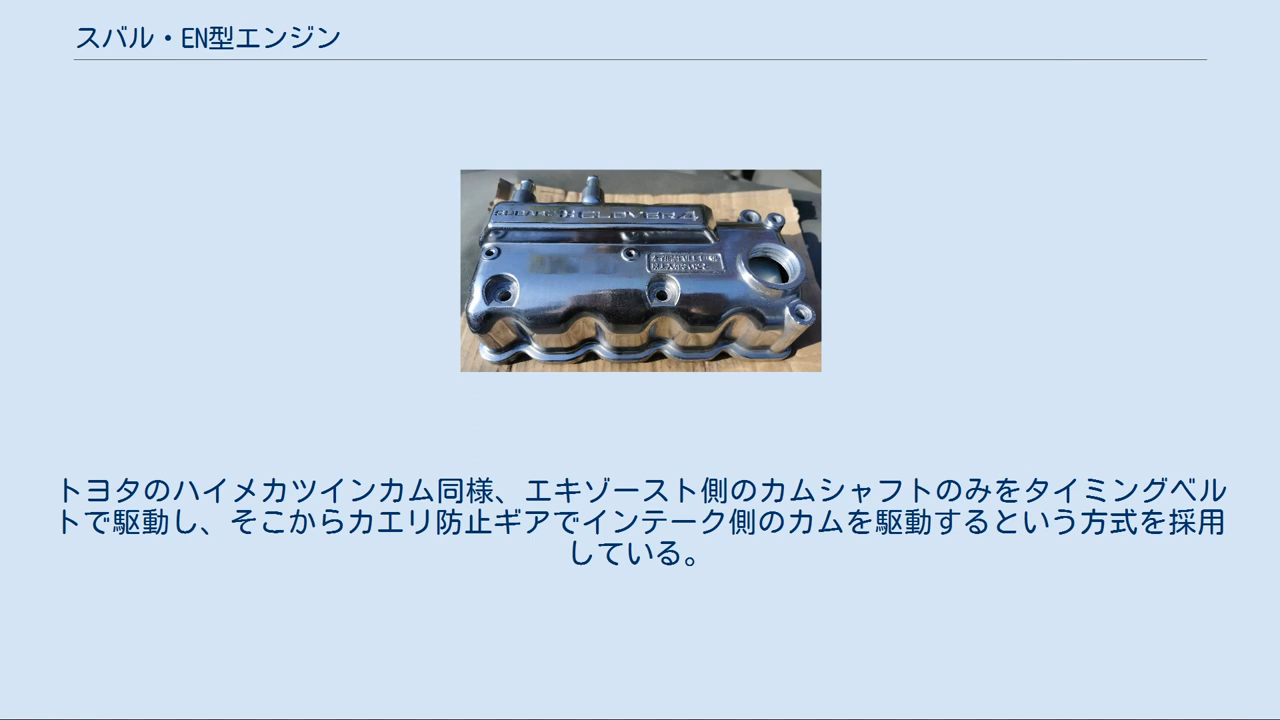 スバル・EN型エンジン
CLOVER4
トヨタのハイメカツインカム同様、エキゾースト側のカムシャフトのみをタイミングベル
トで駆動し、そこからカエリ防止ギアでインテーク側のカムを駆動するという方式を採用
している。